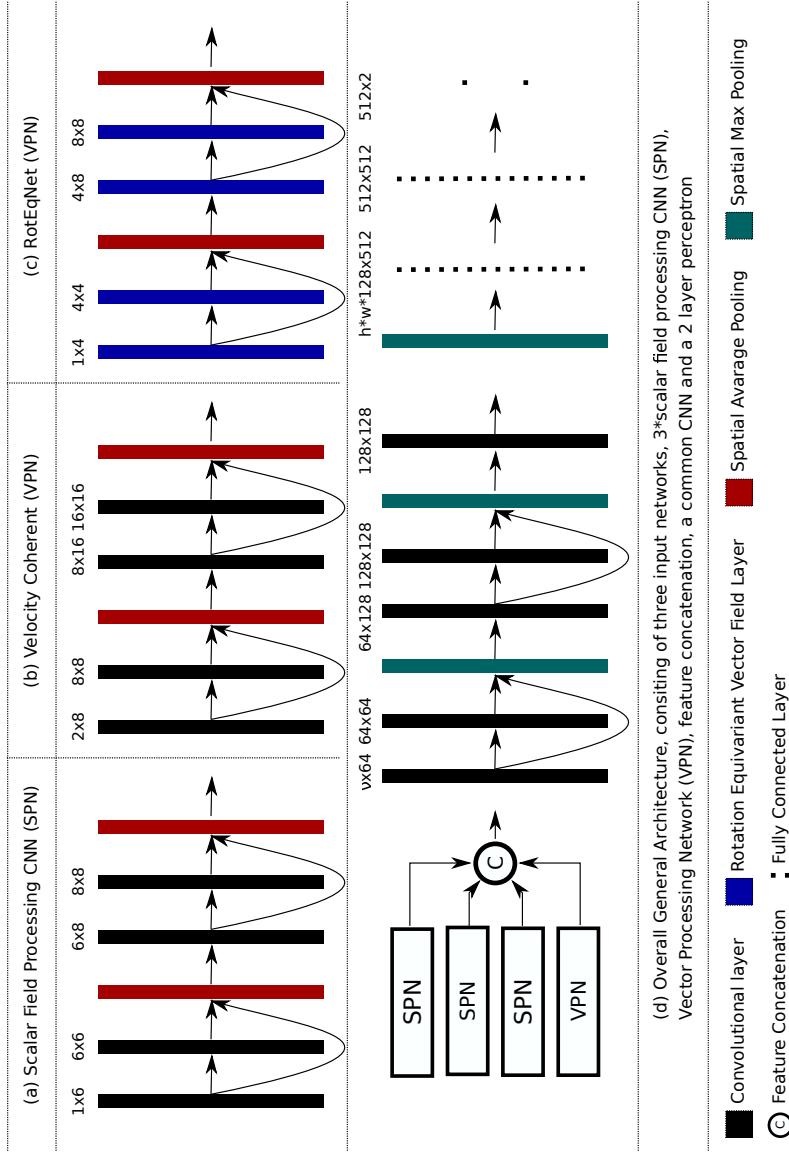 (a) Scalar Field Processing CNN (SPN)
1x6
6x6
6x8
8x8
(b) Velocity Coherent (VPN)
2x8
8x8
8x16
16x16
(c) RotEqNet (VPN)
1x4
4x4
4x8
8x8
SPN
SPN
SPN
VPN
C
νx64
64x64
64x128
128x128
128x128
h*w*128x512
512x512
512x2
(d) Overall General Architecture, consiting of three input networks, 3*scalar field processing CNN (SPN),
Vector Processing Network (VPN), feature concatenation, a common CNN and a 2 layer perceptron
Convolutional layer
Rotation Equivariant Vector Field Layer
Spatial Avarage Pooling
Spatial Max Pooling
C Feature Concatenation
Fully Connected Layer